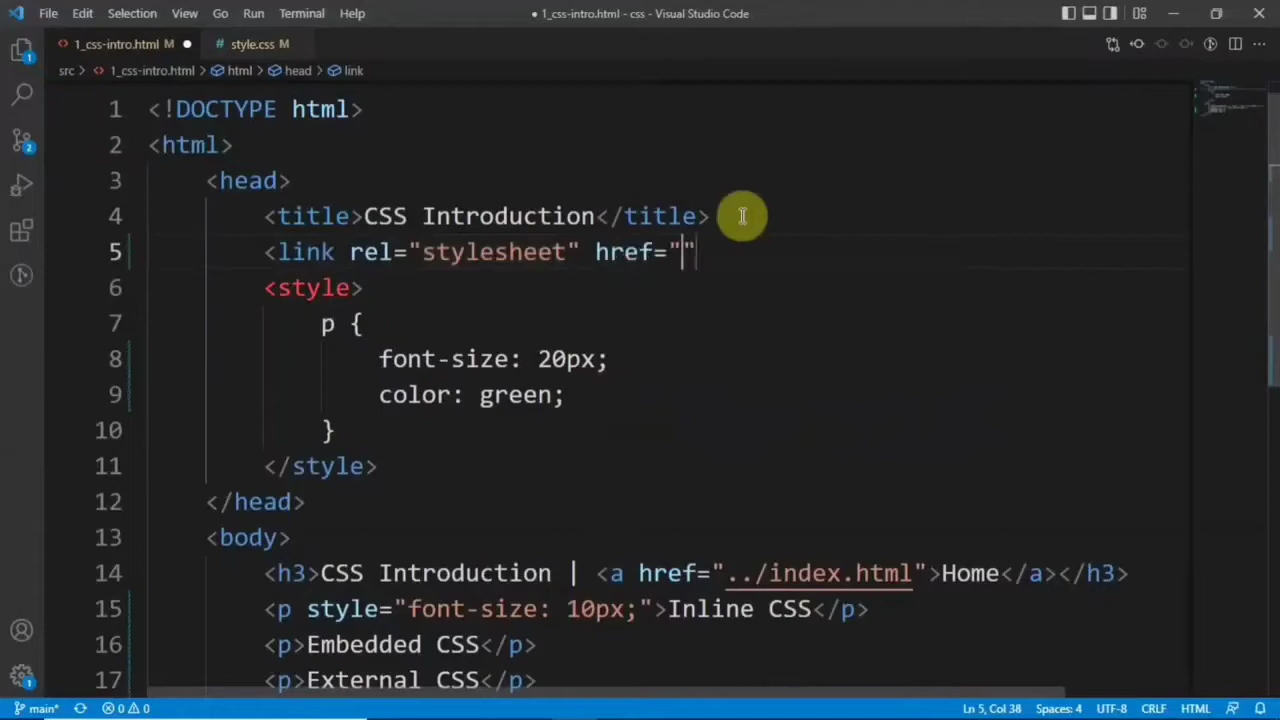 File Edit Selection View Go Run Terminal Help
● 1_css-intro.html - css - Visual Studio Code
<> 1_css-intro.html M ●
# style.css M
src > <> 1_css-intro.html > html > head > link
1 <!DOCTYPE html>
2 <html>
3 <head>
4 <title>CSS Introduction</title>
5 <link rel="stylesheet" href=""
6 <style>
7 p {
8 font-size: 20px;
9 color: green;
10 }
11 </style>
12 </head>
13 <body>
14 <h3>CSS Introduction | <a href="../index.html">Home</a></h3>
15 <p style="font-size: 10px;">Inline CSS</p>
16 <p>Embedded CSS</p>
17 <p>External CSS</p>
1
2
1
main* 0 0 Ln 5, Col 38 Spaces: 4 UTF-8 CRLF HTML